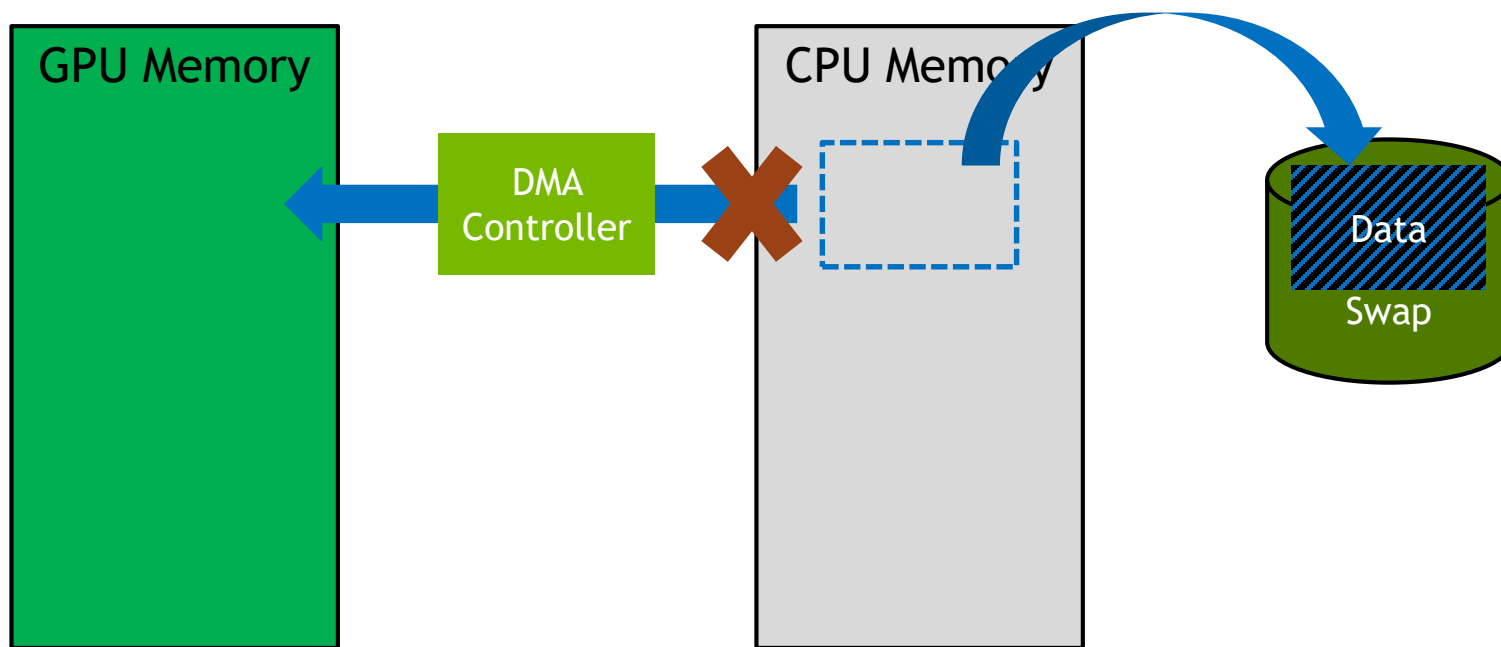 GPU Memory
CPU Memory
DMA
Controller
Data
Swap